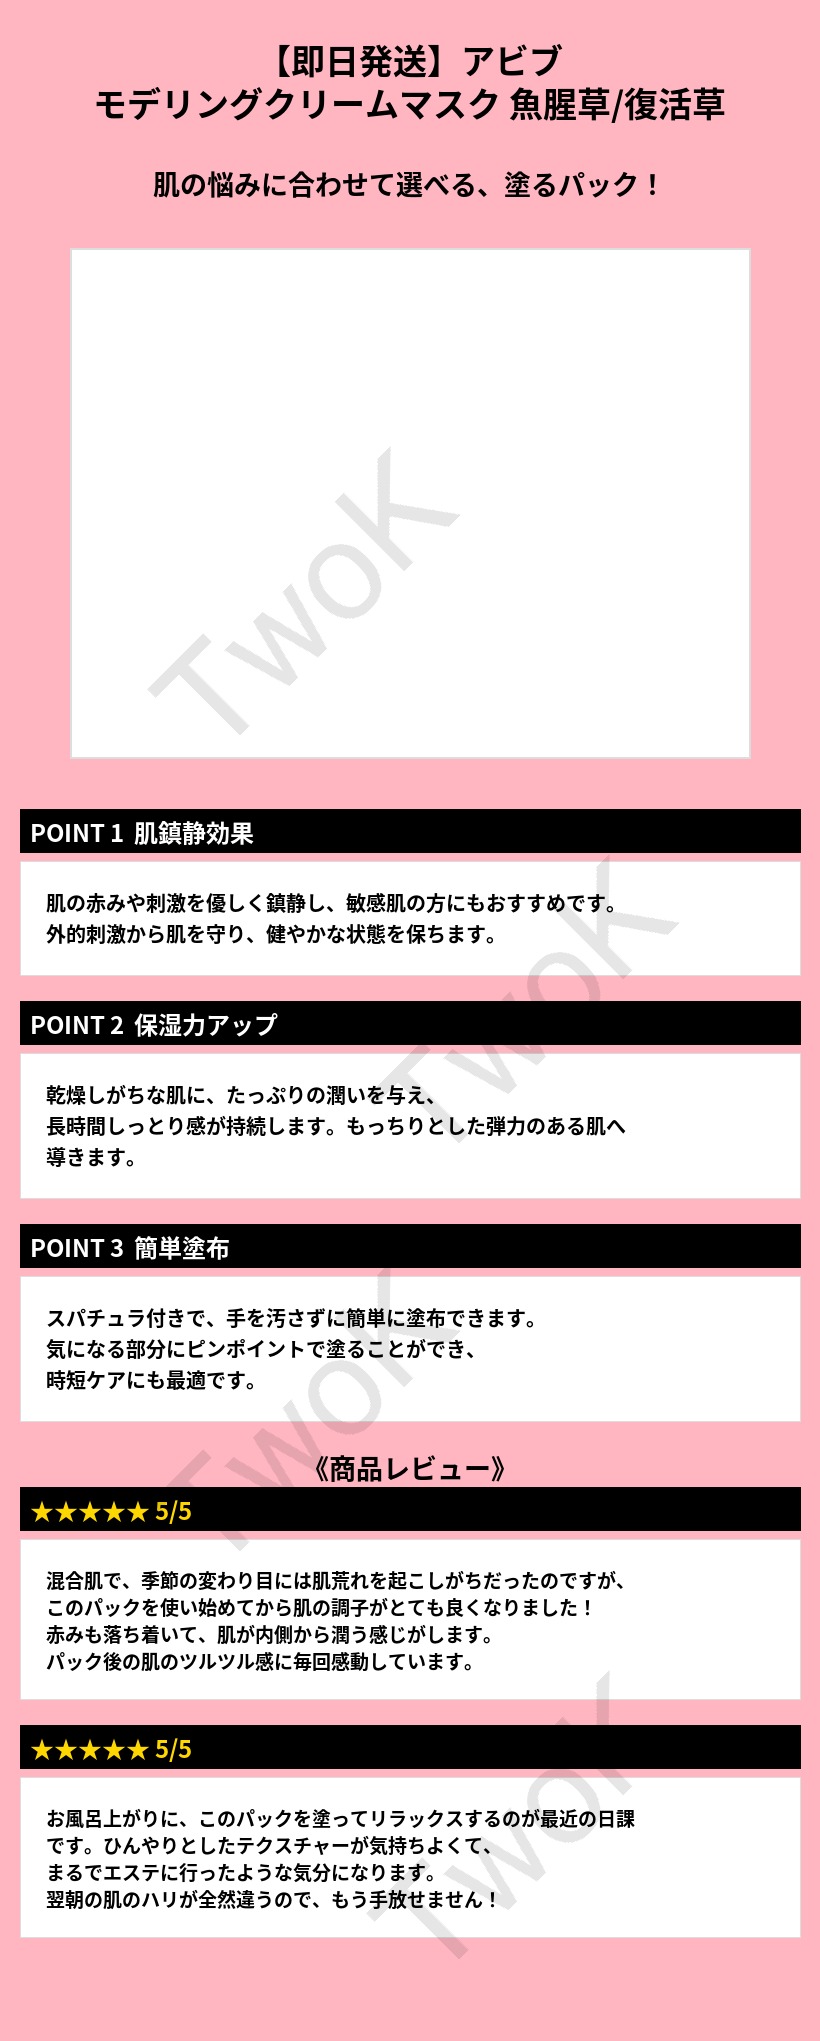 【即日発送】アビブ
モデリングクリームマスク 魚腥草/復活草
肌の悩みに合わせて選べる、塗るパック！
TwoK
POINT 1 肌鎮静効果
肌の赤みや刺激を優しく鎮静し、敏感肌の方にもおすすめです。
外的刺激から肌を守り、健やかな状態を保ちます。
TwoK
POINT 2 保湿力アップ
乾燥しがちな肌に、たっぷりの潤いを与え、
長時間しっとり感が持続します。もっちりとした弾力のある肌へ
導きます。
POINT 3 簡単塗布
スパチュラ付きで、手を汚さずに簡単に塗布できます。
気になる部分にピンポイントで塗ることができ、
時短ケアにも最適です。
TwoK
《商品レビュー》
★★★★★ 5/5
混合肌で、季節の変わり目には肌荒れを起こしがちだったのですが、
このパックを使い始めてから肌の調子がとても良くなりました！
赤みも落ち着いて、肌が内側から潤う感じがします。
パック後の肌のツルツル感に毎回感動しています。
★★★★★ 5/5
お風呂上がりに、このパックを塗ってリラックスするのが最近の日課
です。ひんやりとしたテクスチャーが気持ちよくて、
まるでエステに行ったような気分になります。
翌朝の肌のハリが全然違うので、もう手放せません！
TwoK